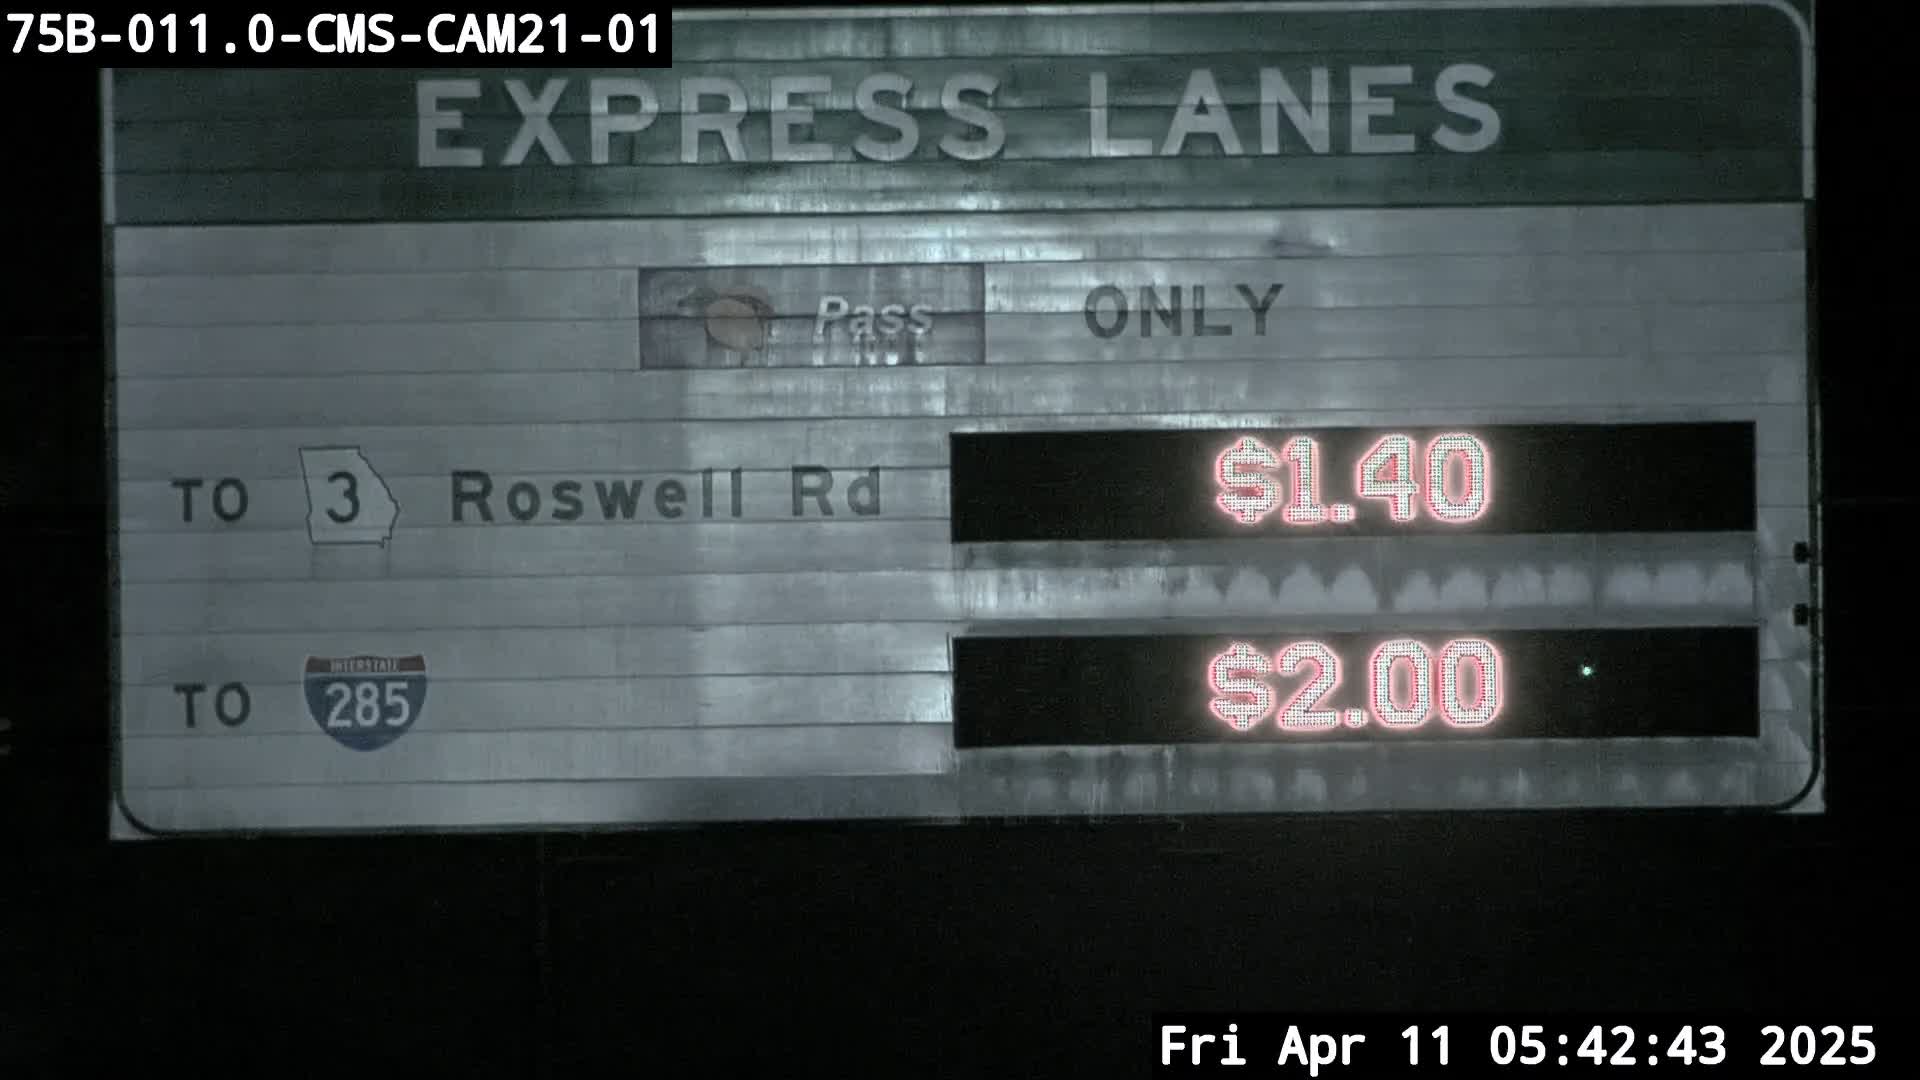 75B-011.0-CMS-CAM21-01
EXPRESS LANES
Pass ONLY
TO 3 Roswell Rd $1.40
TO INTERSTATE 285 $2.00
Fri Apr 11 05:42:43 2025